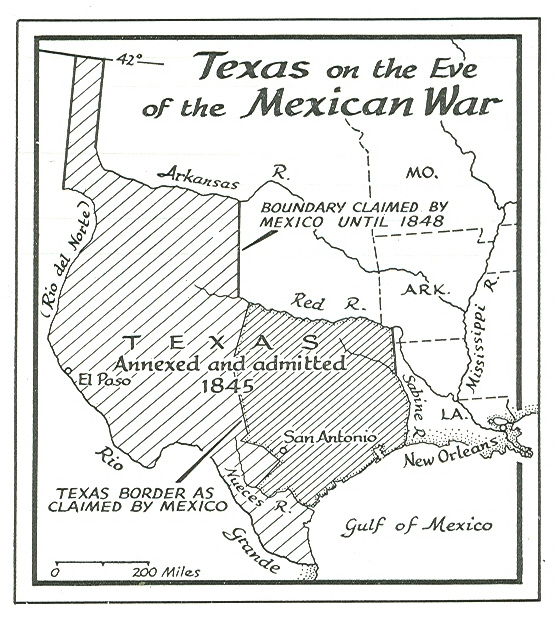 42°
Texas on the Eve
of the Mexican War
Arkansas R.
MO.
BOUNDARY CLAIMED BY
MEXICO UNTIL 1848
(Rio del Norte)
ARK.
Red R.
Mississippi R.
TEXAS
Annexed and admitted
1845
El Paso
Sabine R.
LA.
San Antonio
New Orleans
Rio Grande
Nueces R.
TEXAS BORDER AS
CLAIMED BY MEXICO
Gulf of Mexico
0 200 Miles